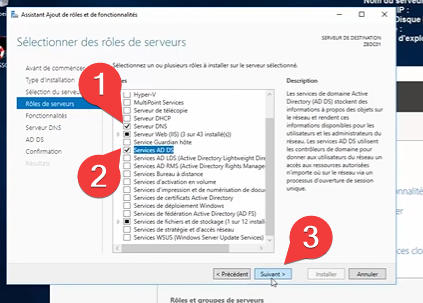 Assistant Ajout de rôles et de fonctionnalités
Sélectionner des rôles de serveurs
SERVEUR DE DESTINATION
Avant de commencer
Type d'installation
Sélection du serveur
Rôles de serveurs
Fonctionnalités
Serveur DNS
AD DS
Confirmation
Résultats
Sélectionnez un ou plusieurs rôles à installer sur le serveur sélectionné.
Rôles
Hyper-V
MultiPoint Services
Serveur de télécopie
Serveur DHCP
Serveur DNS
Serveur Web (IIS) (3 sur 43 installé(s))
Service Guardian hôte
Services AD DS
Services AD LDS (Active Directory Lightweight Dire
Services AD RMS (Active Directory Rights Manager
Services Bureau à distance
Services d'activation en volume
Services d'impression et de numérisation de docum
Services de certificats Active Directory
Services de déploiement Windows
Services de fédération Active Directory (AD FS)
Services de fichiers et de stockage (1 sur 12 install
Services de stratégie et d'accès réseau
Services WSUS (Windows Server Update Services)
Description
Les services de domaine Active
Directory (AD DS) stockent des
informations à propos des objets sur
le réseau et rendent ces
informations disponibles pour les
utilisateurs et les administrateurs du
réseau. Les services AD DS utilisent
les contrôleurs de domaine pour
donner aux utilisateurs du réseau un
accès aux ressources autorisées
n'importe où sur le réseau via un
processus d'ouverture de session
unique.
1
2
3
< Précédent
Suivant >
Installer
Annuler
Rôles et groupes de serveurs